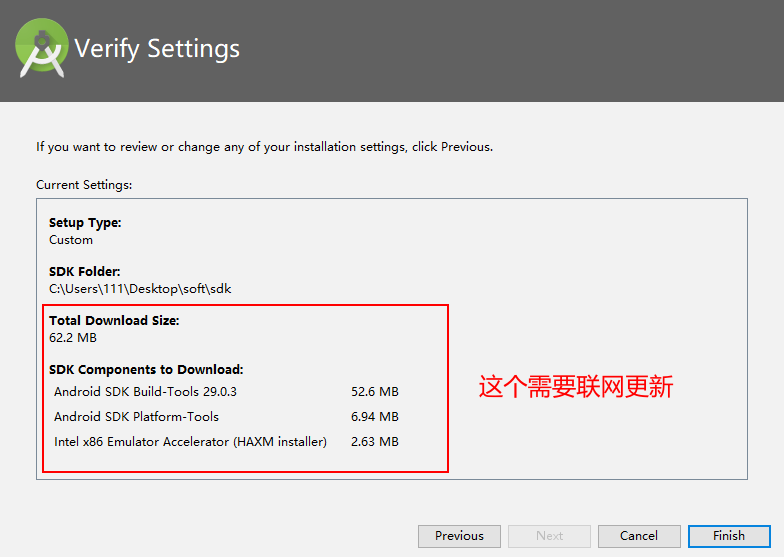 Verify Settings
If you want to review or change any of your installation settings, click Previous.
Current Settings:
Setup Type:
Custom
SDK Folder:
C:\Users\111\Desktop\soft\sdk
Total Download Size:
62.2 MB
SDK Components to Download:
Android SDK Build-Tools 29.0.3 52.6 MB
Android SDK Platform-Tools 6.94 MB
Intel x86 Emulator Accelerator (HAXM installer) 2.63 MB
这个需要联网更新
Previous Next Cancel Finish